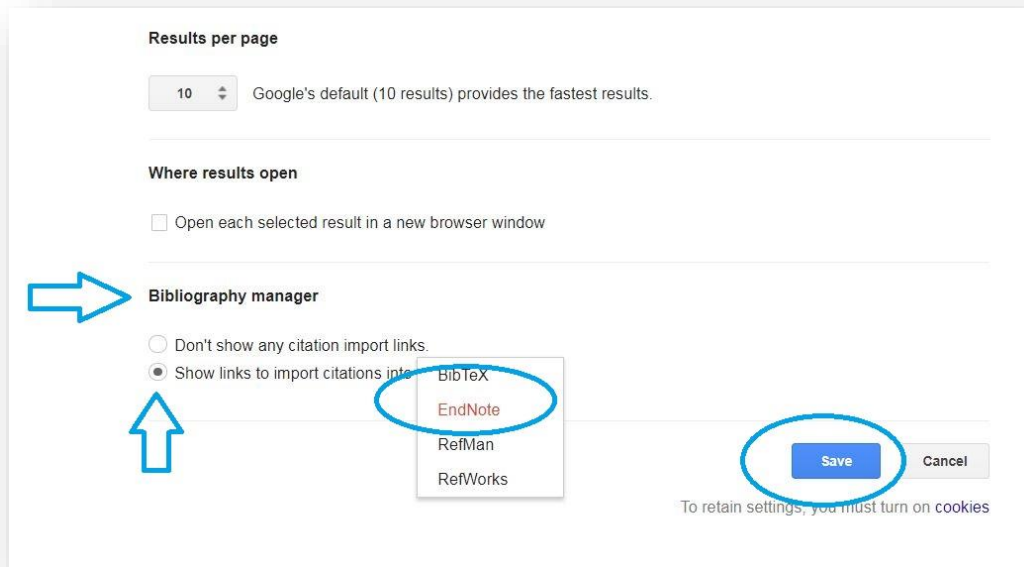 Results per page
10 Google's default (10 results) provides the fastest results.
Where results open
Open each selected result in a new browser window
Bibliography manager
Don't show any citation import links.
Show links to import citations into
BibTeX
EndNote
RefMan
RefWorks
Save Cancel
To retain settings, you must turn on cookies